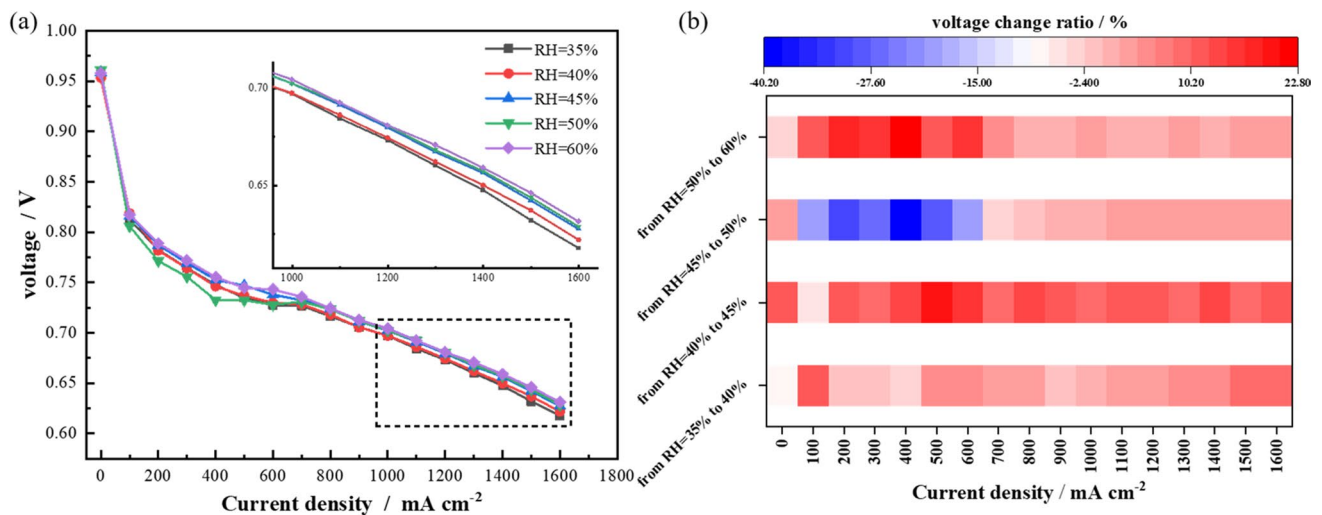 (a)
1.00
0.95
0.90
0.85
0.80
0.75
0.70
0.65
0.60
voltage / V
0 200 400 600 800 1000 1200 1400 1600 1800
Current density / mA cm-2
RH=35%
RH=40%
RH=45%
RH=50%
RH=60%
0.70
0.65
1000 1200 1400 1600
(b)
voltage change ratio / %
-40.20 -27.60 -15.00 -2.400 10.20 22.80
from RH=50% to 60%
from RH=45% to 50%
from RH=40% to 45%
from RH=35% to 40%
0 100 200 300 400 500 600 700 800 900 1000 1100 1200 1300 1400 1500 1600
Current density / mA cm-2